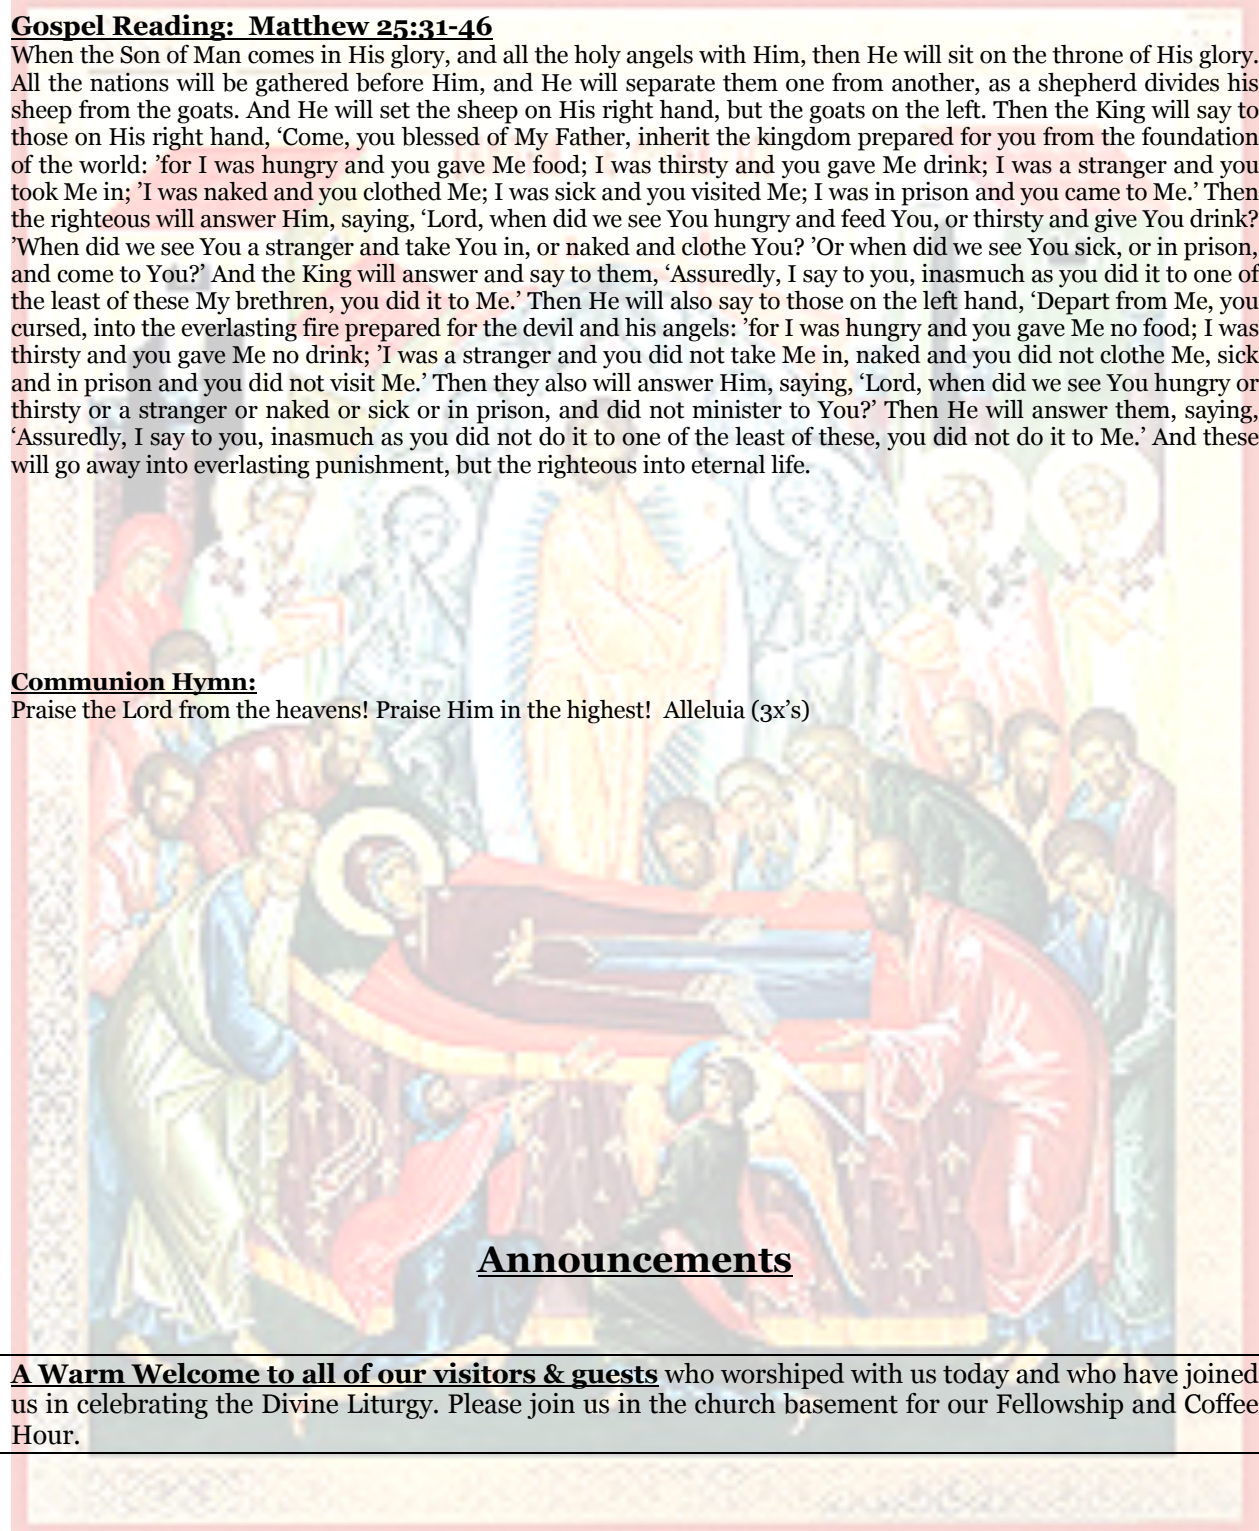 Gospel Reading:  Matthew 25:31-46
When the Son of Man comes in His glory, and all the holy angels with Him, then He will sit on the throne of His glory.
All the nations will be gathered before Him, and He will separate them one from another, as a shepherd divides his
sheep from the goats. And He will set the sheep on His right hand, but the goats on the left. Then the King will say to
those on His right hand, ‘Come, you blessed of My Father, inherit the kingdom prepared for you from the foundation
of the world: ’for I was hungry and you gave Me food; I was thirsty and you gave Me drink; I was a stranger and you
took Me in; ’I was naked and you clothed Me; I was sick and you visited Me; I was in prison and you came to Me.’ Then
the righteous will answer Him, saying, ‘Lord, when did we see You hungry and feed You, or thirsty and give You drink?
’When did we see You a stranger and take You in, or naked and clothe You? ’Or when did we see You sick, or in prison,
and come to You?’ And the King will answer and say to them, ‘Assuredly, I say to you, inasmuch as you did it to one of
the least of these My brethren, you did it to Me.’ Then He will also say to those on the left hand, ‘Depart from Me, you
cursed, into the everlasting fire prepared for the devil and his angels: ’for I was hungry and you gave Me no food; I was
thirsty and you gave Me no drink; ’I was a stranger and you did not take Me in, naked and you did not clothe Me, sick
and in prison and you did not visit Me.’ Then they also will answer Him, saying, ‘Lord, when did we see You hungry or
thirsty or a stranger or naked or sick or in prison, and did not minister to You?’ Then He will answer them, saying,
‘Assuredly, I say to you, inasmuch as you did not do it to one of the least of these, you did not do it to Me.’ And these
will go away into everlasting punishment, but the righteous into eternal life.
Communion Hymn:
Praise the Lord from the heavens! Praise Him in the highest!  Alleluia (3x’s)
Announcements
A Warm Welcome to all of our visitors & guests who worshiped with us today and who have joined
us in celebrating the Divine Liturgy. Please join us in the church basement for our Fellowship and Coffee
Hour.